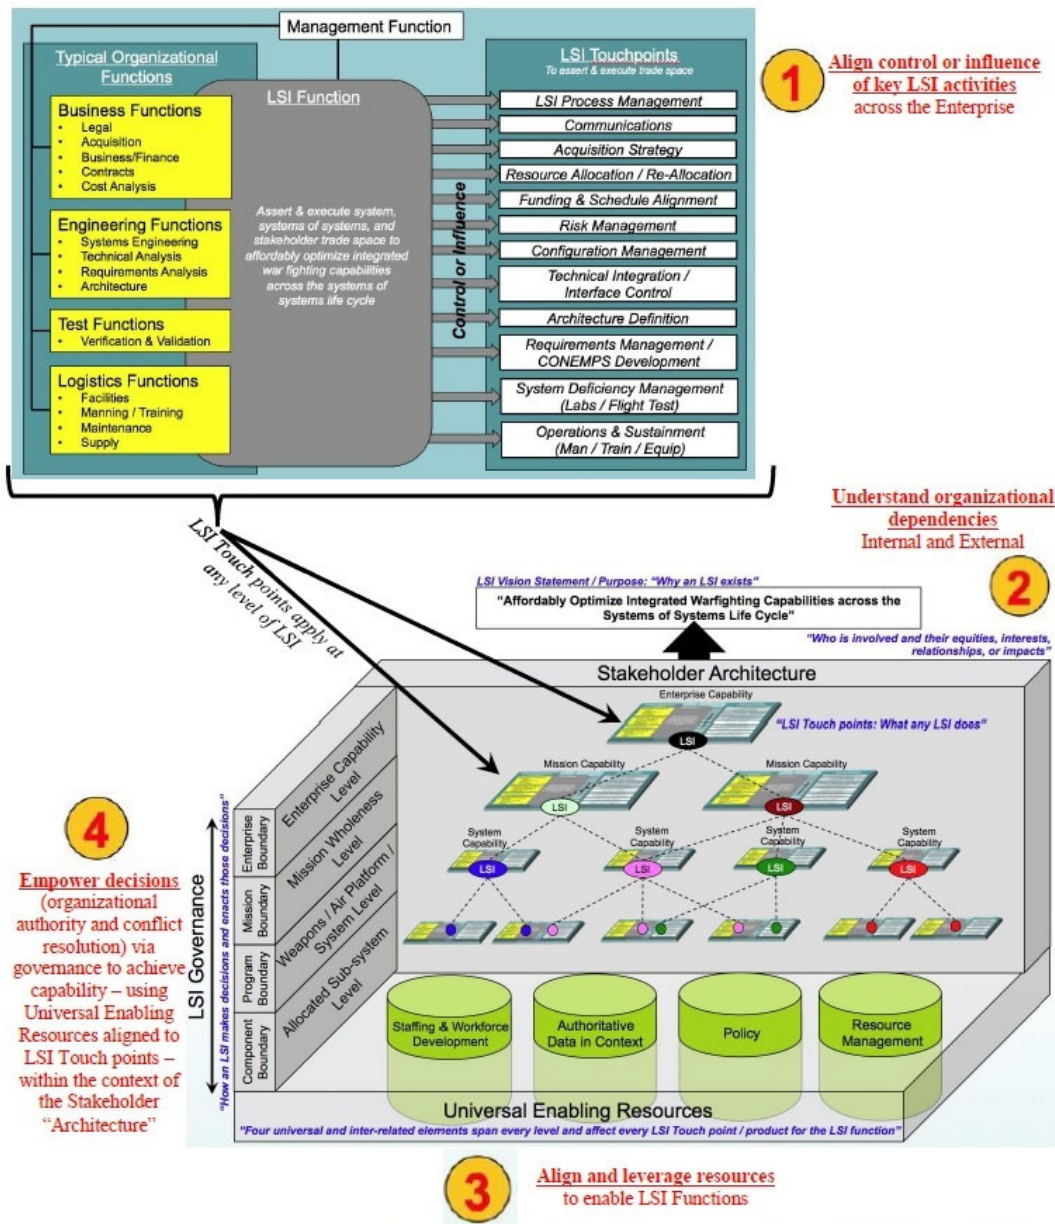 Management Function
Typical Organizational
Functions
Business Functions
• Legal
• Acquisition
• Business/Finance
• Contracts
• Cost Analysis
Engineering Functions
• Systems Engineering
• Technical Analysis
• Requirements Analysis
• Architecture
Test Functions
• Verification & Validation
Logistics Functions
• Facilities
• Manning / Training
• Maintenance
• Supply
LSI Function
Assert & execute system,
systems of systems, and
stakeholder trade space to
affordably optimize integrated
war fighting capabilities
across the systems of
systems life cycle
Control or Influence
LSI Touchpoints
To assert & execute trade space
LSI Process Management
Communications
Acquisition Strategy
Resource Allocation / Re-Allocation
Funding & Schedule Alignment
Risk Management
Configuration Management
Technical Integration /
Interface Control
Architecture Definition
Requirements Management /
CONEMPS Development
System Deficiency Management
(Labs / Flight Test)
Operations & Sustainment
(Man / Train / Equip)
1
Align control or influence
of key LSI activities
across the Enterprise
LSI Touch points apply at
any level of LSI
Understand organizational
dependencies
Internal and External
2
LSI Vision Statement / Purpose: "Why an LSI exists"
"Affordably Optimize Integrated Warfighting Capabilities across the
Systems of Systems Life Cycle"
"Who is involved and their equities, interests,
relationships, or impacts"
Stakeholder Architecture
Enterprise Capability
LSI
"LSI Touch points: What any LSI does"
Mission Capability
Mission Capability
LSI
LSI
System
Capability
System
Capability
System
Capability
System
Capability
LSI
LSI
LSI
LSI
Enterprise Capability
Level
Mission Wholeness
Level
Weapons / Air Platform /
System Level
Allocated Sub-system
Level
Enterprise
Boundary
Mission
Boundary
Program
Boundary
Component
Boundary
LSI Governance
"How an LSI makes decisions and enacts those decisions"
4
Empower decisions
(organizational
authority and conflict
resolution) via
governance to achieve
capability – using
Universal Enabling
Resources aligned to
LSI Touch points –
within the context of
the Stakeholder
“Architecture”
Staffing & Workforce
Development
Authoritative
Data in Context
Policy
Resource
Management
Universal Enabling Resources
"Four universal and inter-related elements span every level and affect every LSI Touch point / product for the LSI function"
3
Align and leverage resources
to enable LSI Functions